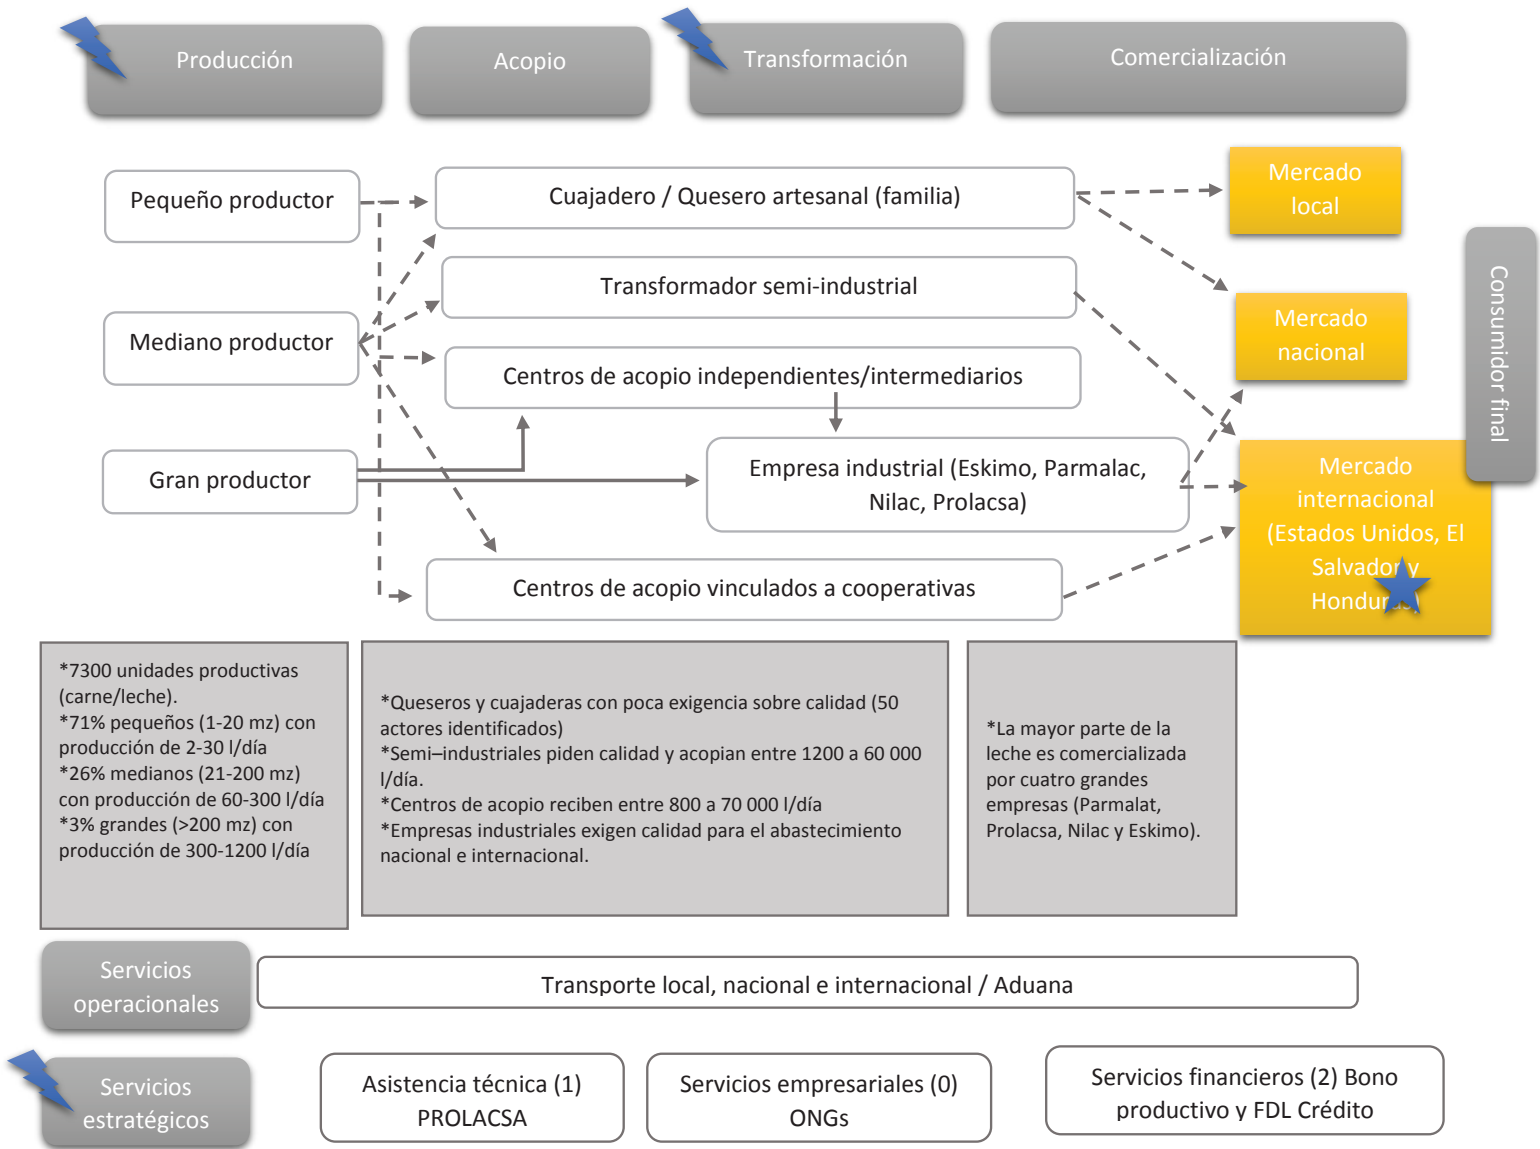 Producción
Acopio
Transformación
Comercialización
Pequeño productor
Cuajadero / Quesero artesanal (familia)
Mercado
local
Transformador semi-industrial
Mediano productor
Mercado
nacional
Centros de acopio independientes/intermediarios
Consumidor final
Gran productor
Empresa industrial (Eskimo, Parmalac,
Nilac, Prolacsa)
Mercado
internacional
(Estados Unidos, El
Salvador y
Honduras)
Centros de acopio vinculados a cooperativas
*7300 unidades productivas
(carne/leche).
*71% pequeños (1-20 mz) con
producción de 2-30 l/día
*26% medianos (21-200 mz)
con producción de 60-300 l/día
*3% grandes (>200 mz) con
producción de 300-1200 l/día
*Queseros y cuajaderas con poca exigencia sobre calidad (50
actores identificados)
*Semi–industriales piden calidad y acopian entre 1200 a 60 000
l/día.
*Centros de acopio reciben entre 800 a 70 000 l/día
*Empresas industriales exigen calidad para el abastecimiento
nacional e internacional.
*La mayor parte de la
leche es comercializada
por cuatro grandes
empresas (Parmalat,
Prolacsa, Nilac y Eskimo).
Servicios
operacionales
Transporte local, nacional e internacional / Aduana
Servicios
estratégicos
Asistencia técnica (1)
PROLACSA
Servicios empresariales (0)
ONGs
Servicios financieros (2) Bono
productivo y FDL Crédito